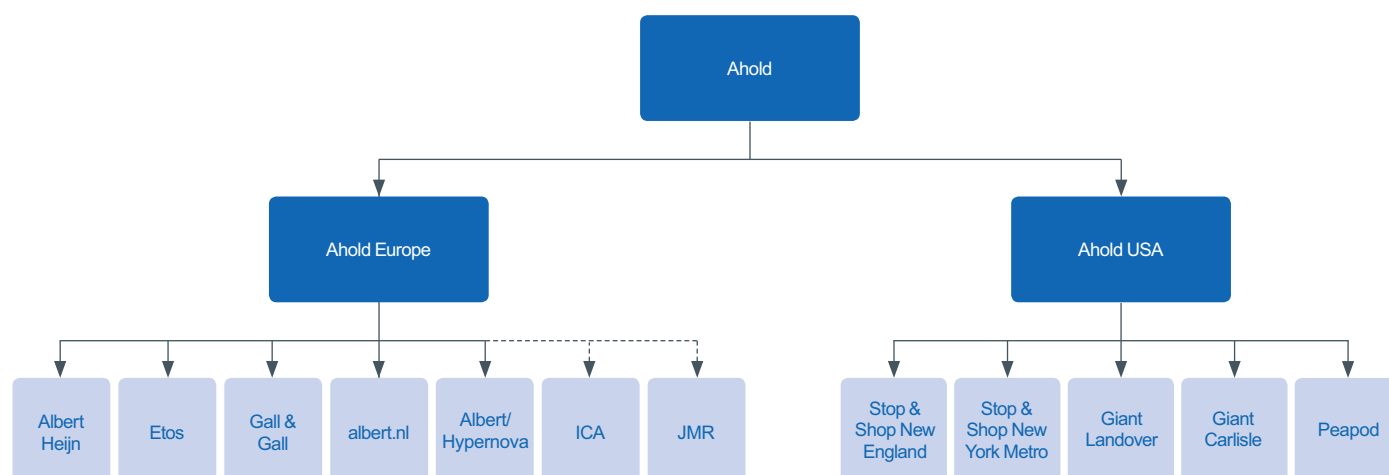 Ahold
Ahold Europe
Ahold USA
Albert
Heijn
Etos
Gall &
Gall
albert.nl
Albert/
Hypernova
ICA
JMR
Stop &
Shop New
England
Stop &
Shop New
York Metro
Giant
Landover
Giant
Carlisle
Peapod